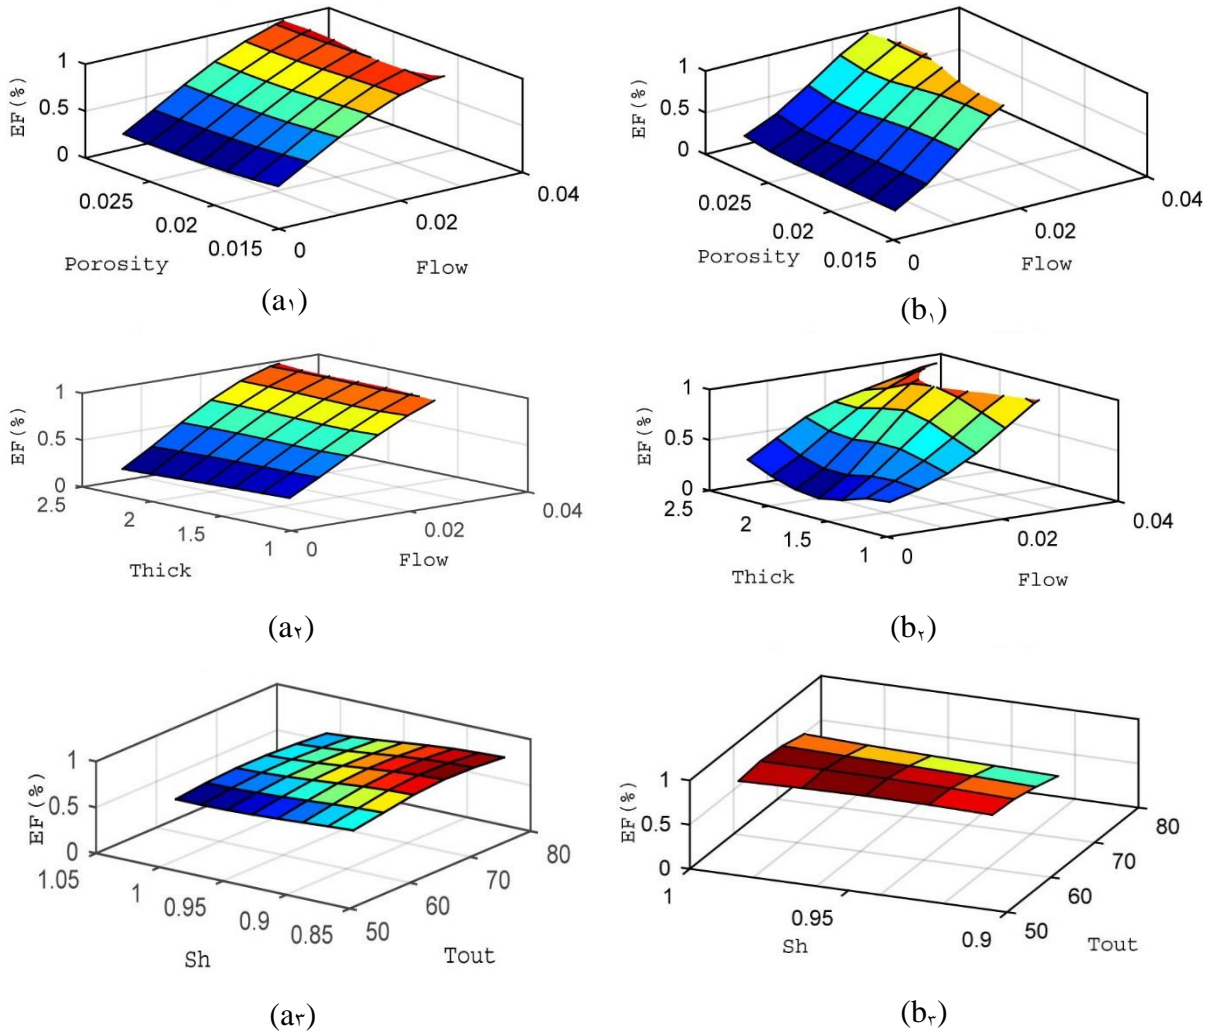 EF(%)
1
0.5
0
0.025
0.02
0.015
Porosity
0
0.02
0.04
Flow
(a۱)
EF(%)
1
0.5
0
0.025
0.02
0.015
Porosity
0
0.02
0.04
Flow
(b۱)
EF(%)
1
0.5
0
2.5
2
1.5
1
Thick
0
0.02
0.04
Flow
(a۲)
EF(%)
1
0.5
0
2.5
2
1.5
1
Thick
0
0.02
0.04
Flow
(b۲)
EF(%)
1
0.5
0
1.05
1
0.95
0.9
0.85
Sh
50
60
70
80
Tout
(a۳)
EF(%)
1
0.5
0
1
0.95
0.9
Sh
50
60
70
80
Tout
(b۳)